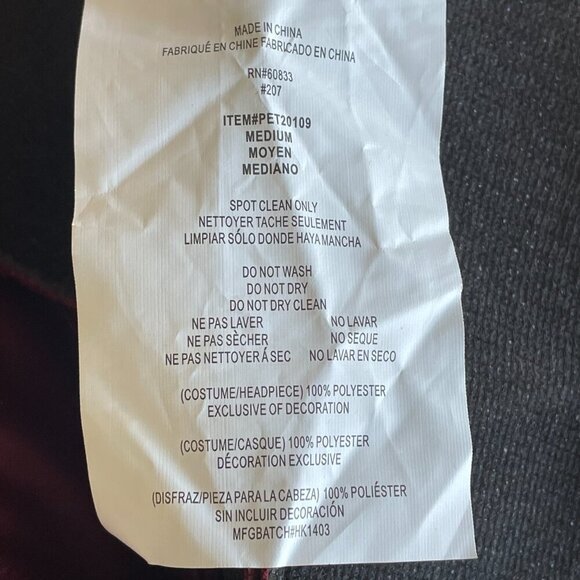 MADE IN CHINA
FABRIQUÉ EN CHINE FABRICADO EN CHINA
RN#60833
#207
ITEM#PET20109
MEDIUM
MOYEN
MEDIANO
SPOT CLEAN ONLY
NETTOYER TACHE SEULEMENT
LIMPIAR SÓLO DONDE HAYA MANCHA
DO NOT WASH
DO NOT DRY
DO NOT DRY CLEAN
NE PAS LAVER NO LAVAR
NE PAS SÈCHER NO SEQUE
NE PAS NETTOYER Á SEC NO LAVAR EN SECO
(COSTUME/HEADPIECE) 100% POLYESTER
EXCLUSIVE OF DECORATION
(COSTUME/CASQUE) 100% POLYESTER
DÉCORATION EXCLUSIVE
(DISFRAZ/PIEZA PARA LA CABEZA) 100% POLIÉSTER
SIN INCLUIR DECORACIÓN
MFGBATCH#HK1403